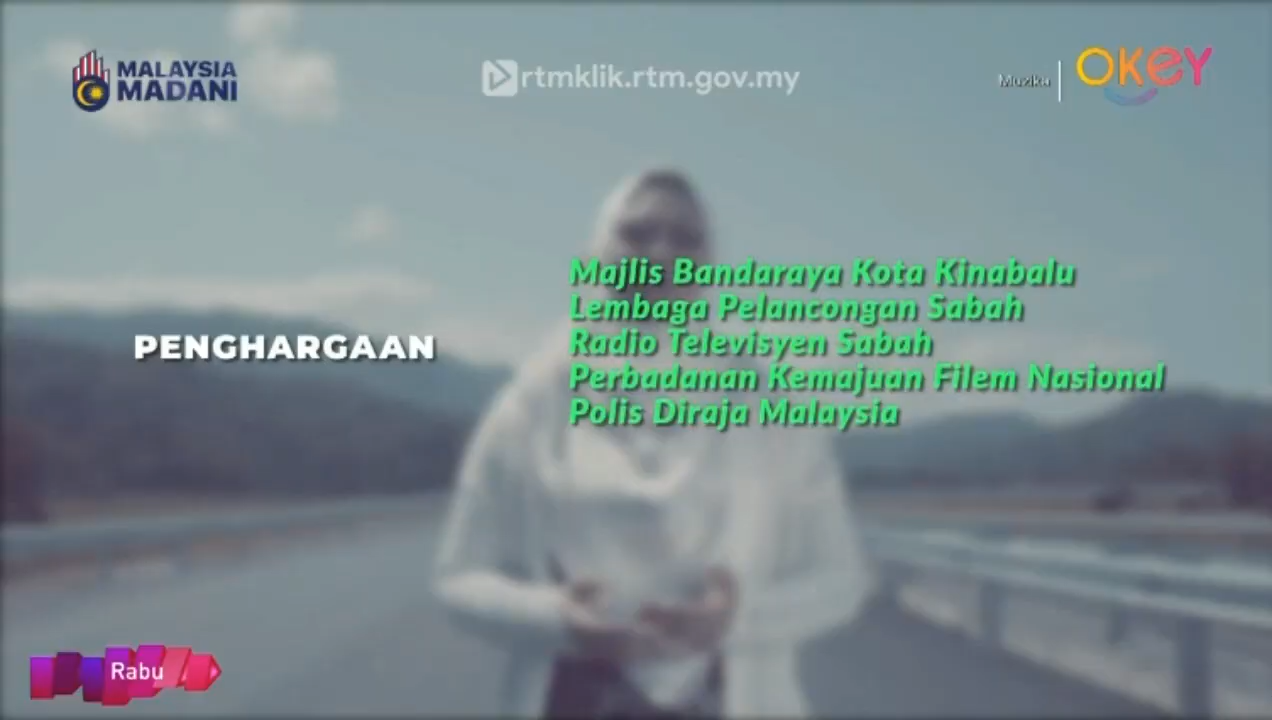 MALAYSIA
MADANI
rtmklik.rtm.gov.my
Muzika
OKEY
PENGHARGAAN
Majlis Bandaraya Kota Kinabalu
Lembaga Pelancongan Sabah
Radio Televisyen Sabah
Perbadanan Kemajuan Filem Nasional
Polis Diraja Malaysia
Rabu